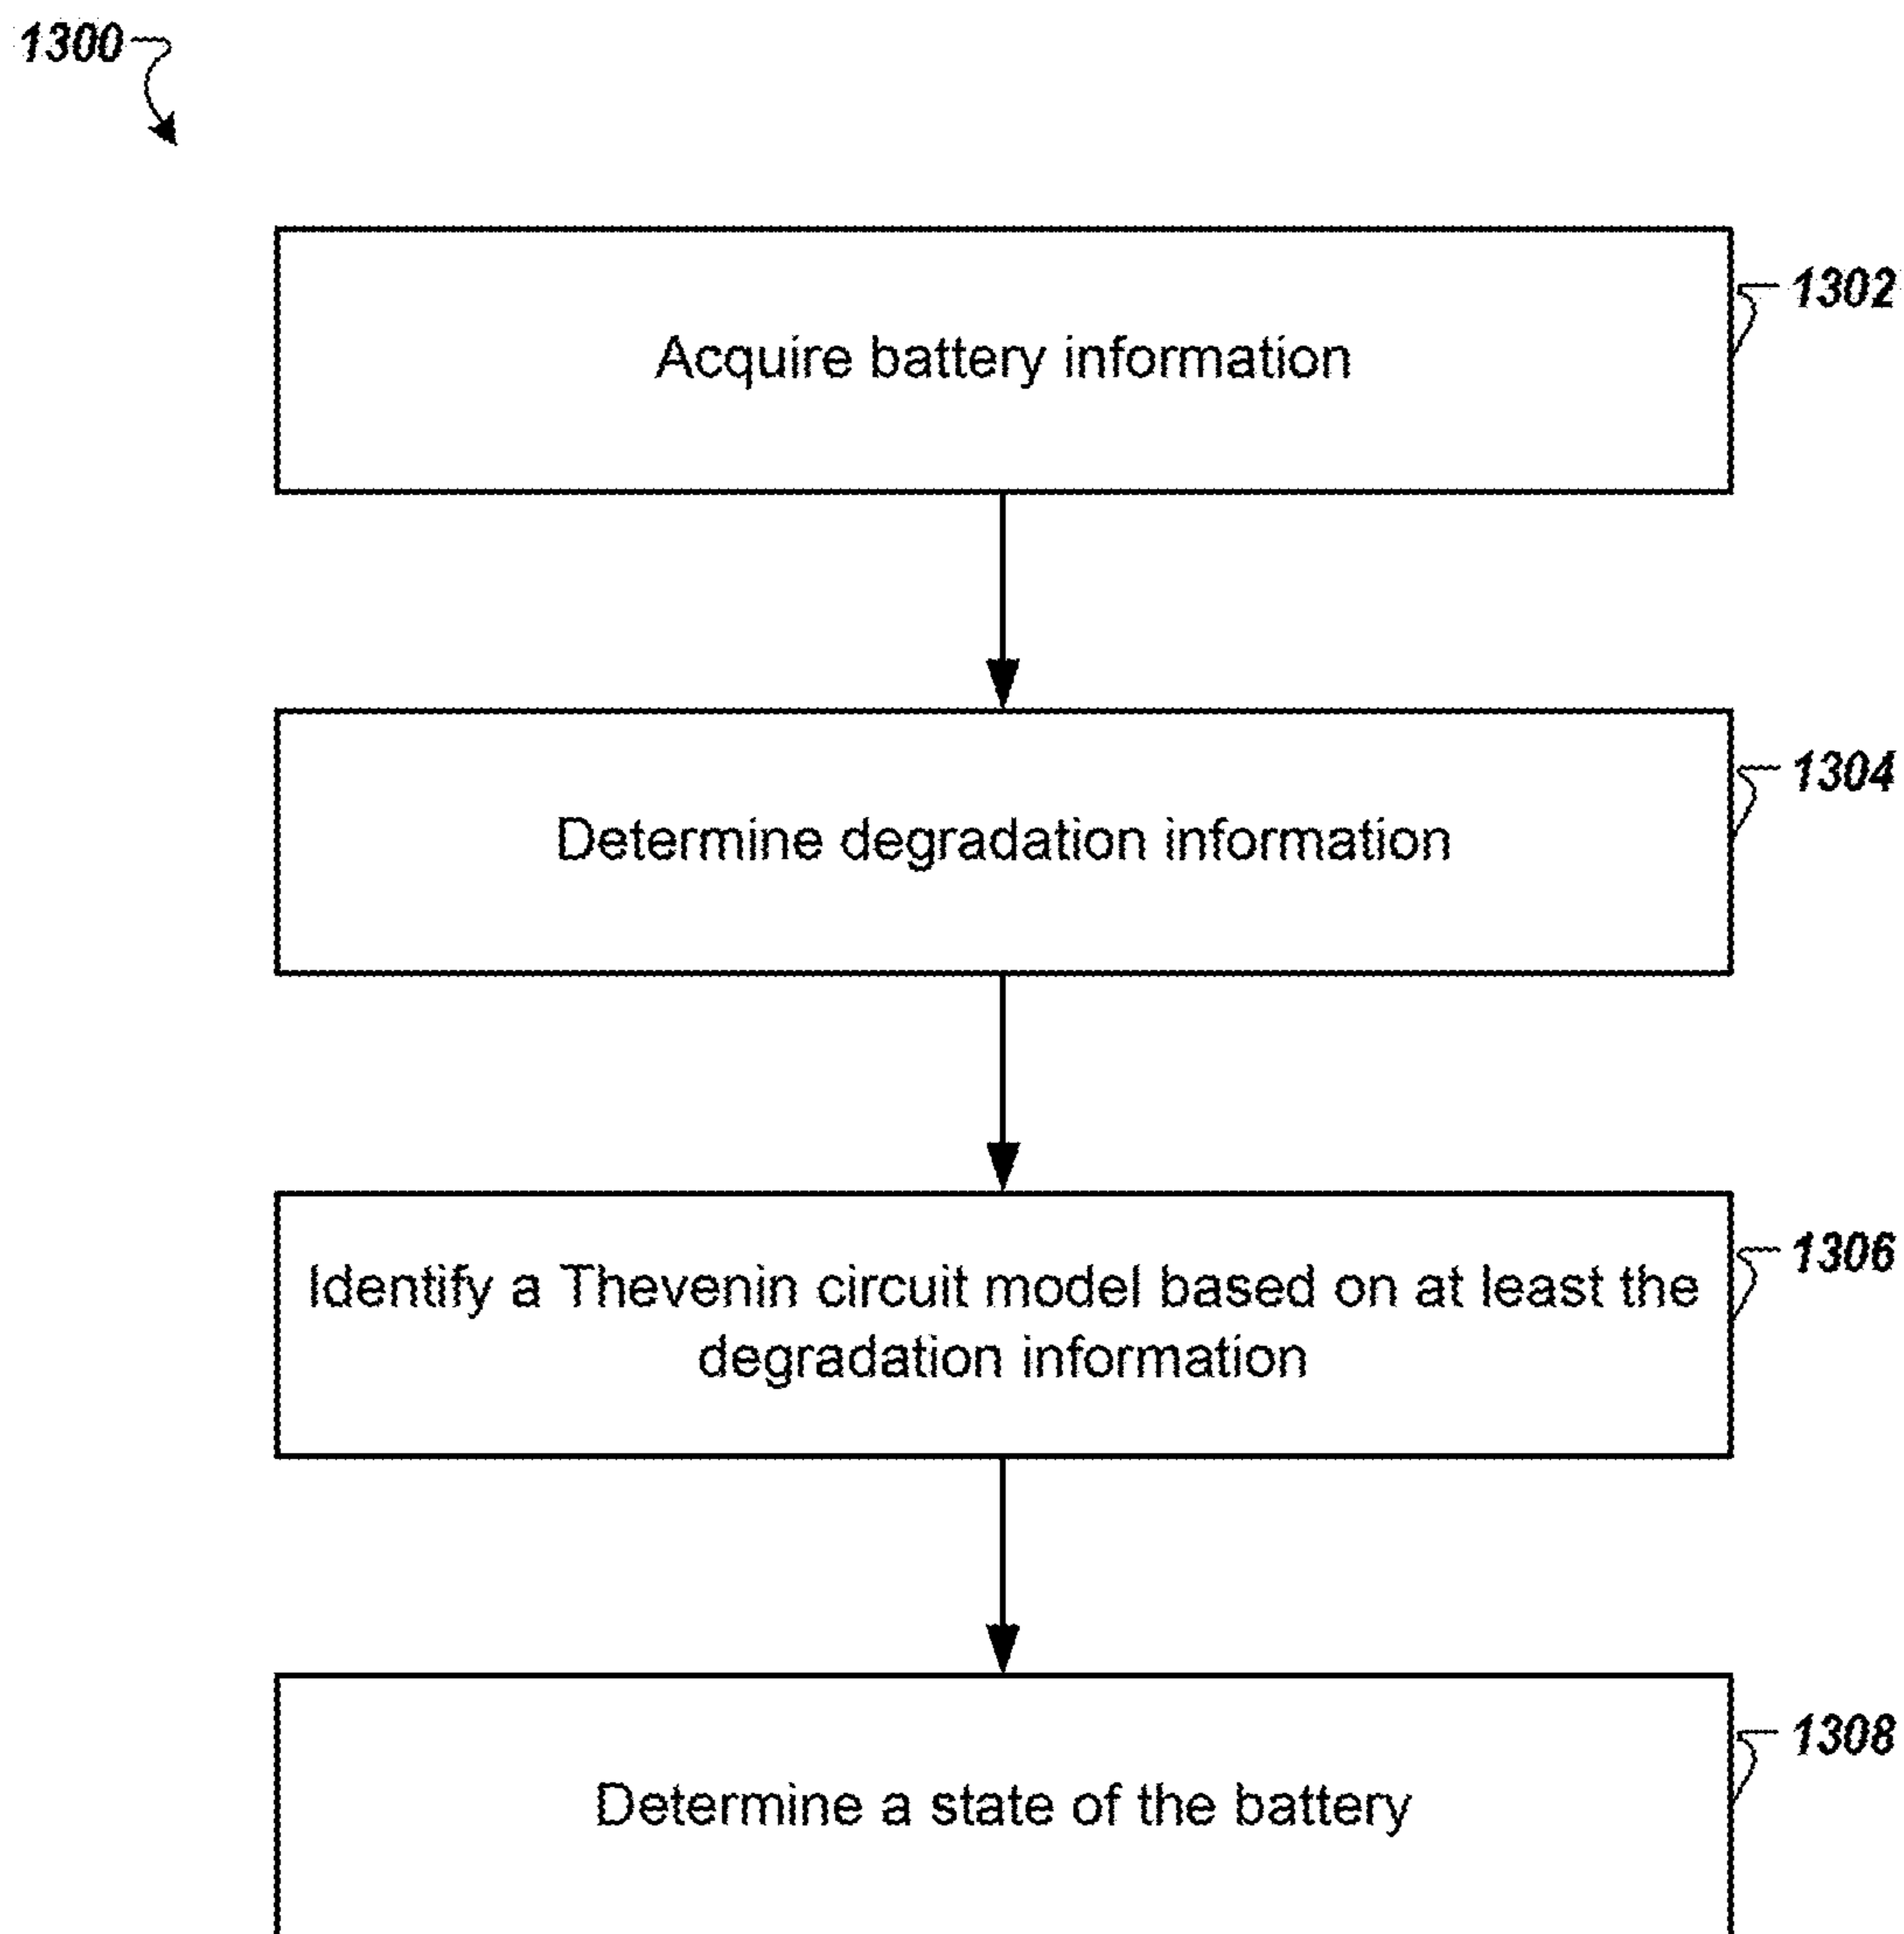 1300
Acquire battery information
1302
Determine degradation information
1304
Identify a Thevenin circuit model based on at least the
degradation information
1306
Determine a state of the battery
1308